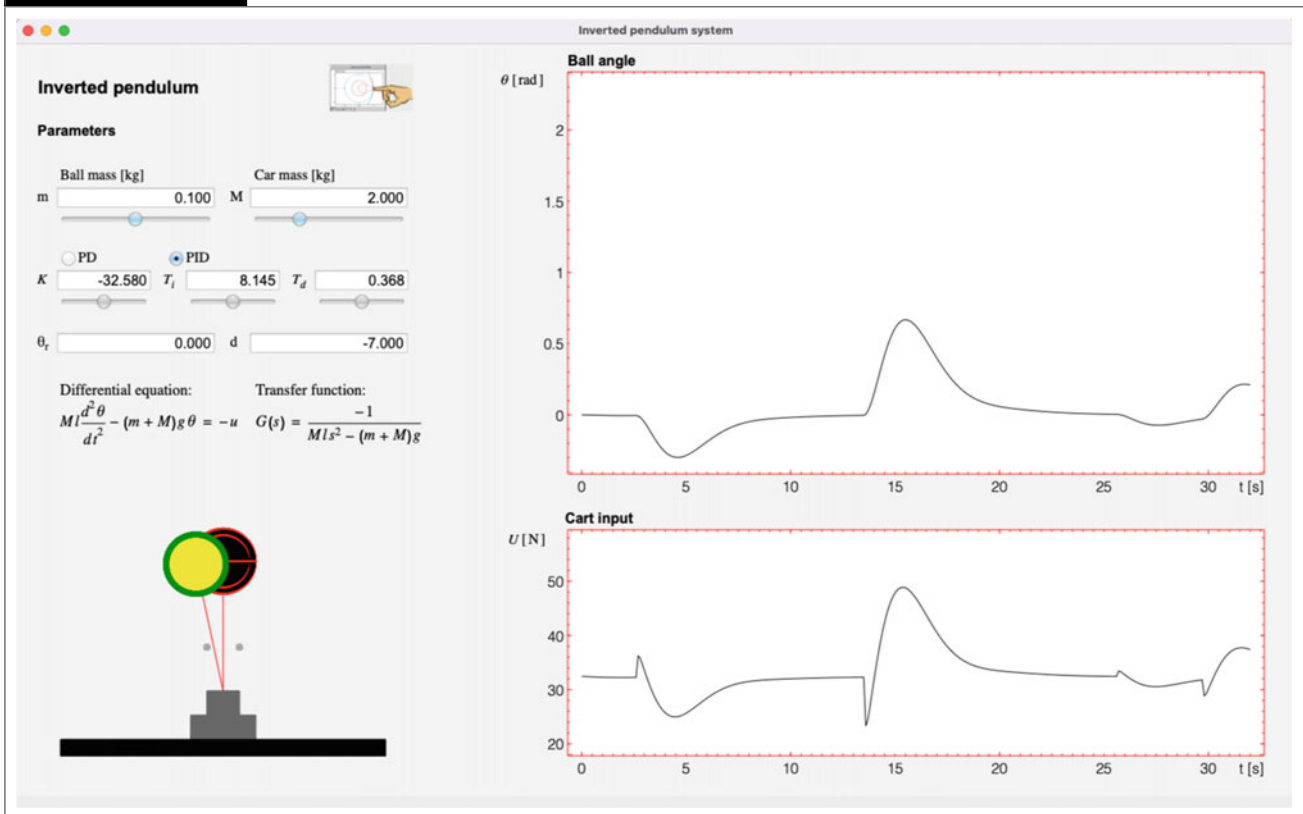 Inverted pendulum system
Inverted pendulum
Parameters
Ball mass [kg] Car mass [kg]
m 0.100 M 2.000
PD PID
K -32.580 T_i 8.145 T_d 0.368
θ_r 0.000 d -7.000
Differential equation: Transfer function:
Ml d²θ/dt² − (m + M)gθ = −u G(s) = −1/(Mls² − (m + M)g)
Ball angle
θ [rad]
2
1.5
1
0.5
0
0 5 10 15 20 25 30 t [s]
Cart input
U [N]
50
40
30
20
0 5 10 15 20 25 30 t [s]